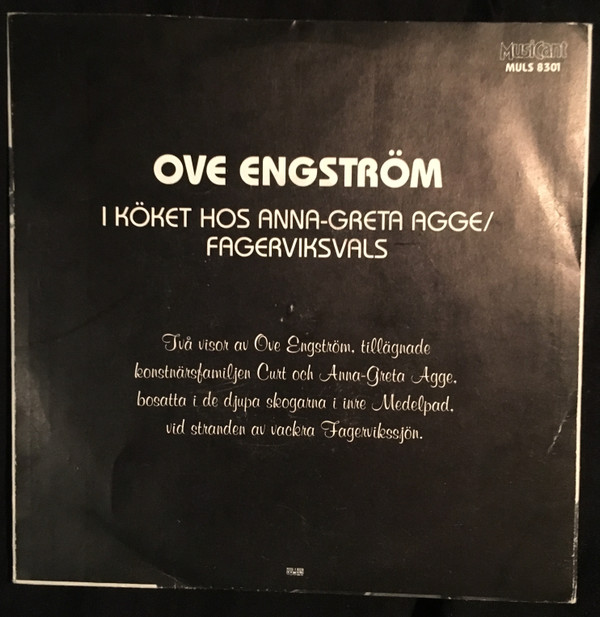 MusiCant
MULS 8301
OVE ENGSTRÖM
I KÖKET HOS ANNA-GRETA AGGE/
FAGERVIKSVALS
Två visor av Ove Engström, tillägnade
konstnärsfamiljen Curt och Anna-Greta Agge,
bosatta i de djupa skogarna i inre Medelpad,
vid stranden av vackra Fagervikssjön.